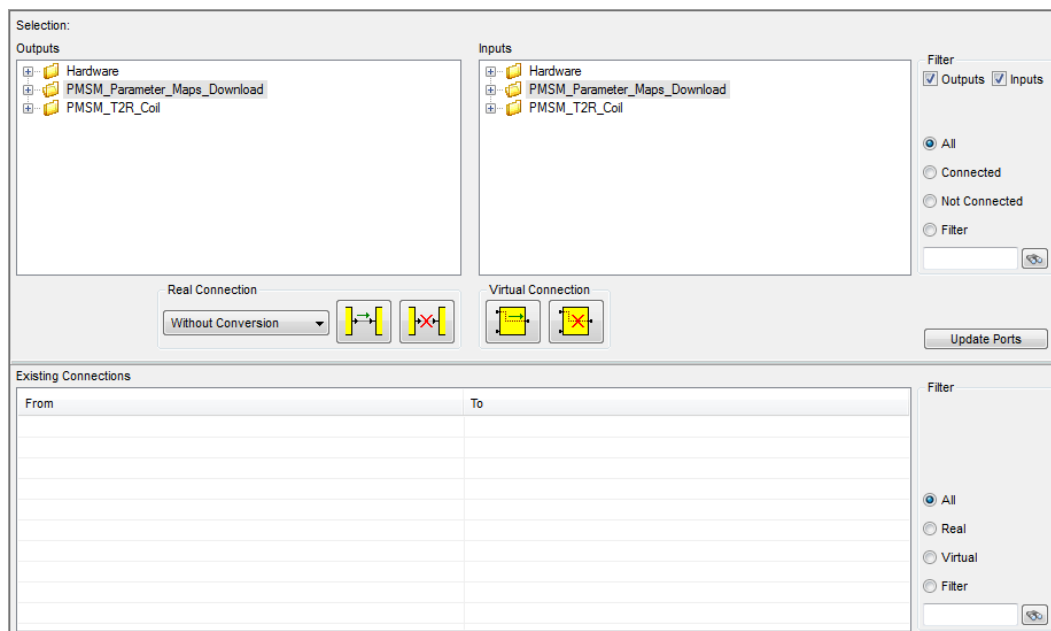 Selection:
Outputs
Inputs
Hardware
PMSM_Parameter_Maps_Download
PMSM_T2R_Coil
Hardware
PMSM_Parameter_Maps_Download
PMSM_T2R_Coil
Filter
Outputs Inputs
All
Connected
Not Connected
Filter
Real Connection
Without Conversion
Virtual Connection
Update Ports
Existing Connections
From To
Filter
All
Real
Virtual
Filter